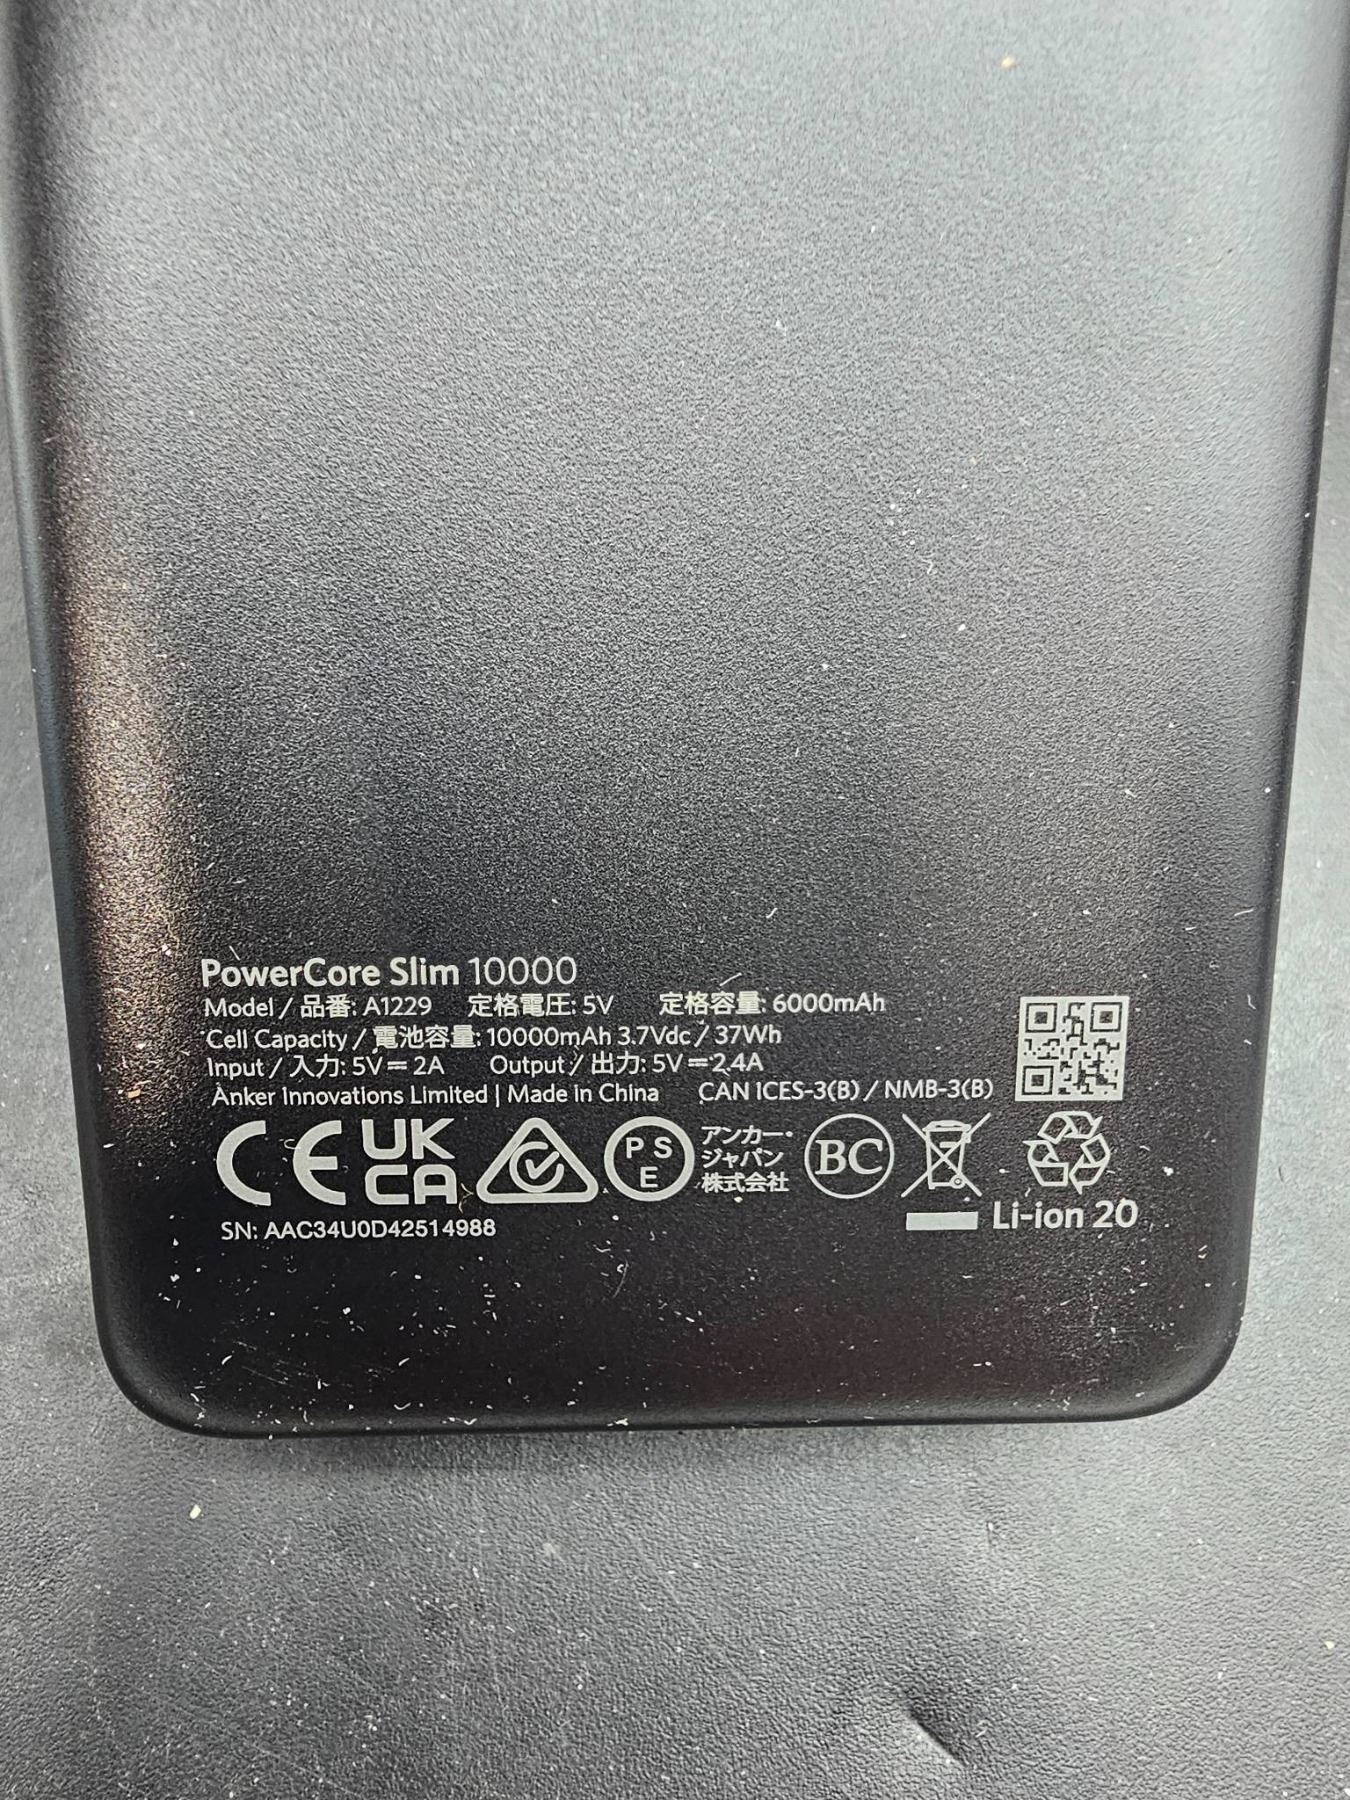 PowerCore Slim 10000
Model / 品番: A1229 定格電圧: 5V 定格容量: 6000mAh
Cell Capacity / 電池容量: 10000mAh 3.7Vdc / 37Wh
Input / 入力: 5V⎓2A Output / 出力: 5V⎓2.4A
Anker Innovations Limited | Made in China CAN ICES-3(B) / NMB-3(B)
CE UK CA PSE アンカー・ジャパン株式会社 BC
SN: AAC34U0D42514988
Li-ion 20